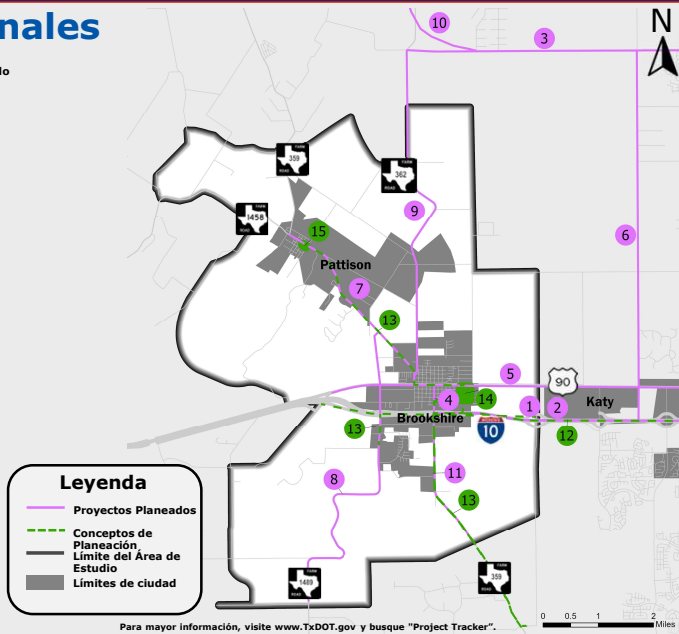 nales
lo
N
10
3
FARM
359
ROAD
FARM
362
ROAD
FARM
1458
ROAD
9
15
6
Pattison
7
13
5
90
4
14
1
2
Katy
Brookshire
INTERSTATE
10
13
12
8
11
13
FARM
1489
ROAD
FARM
359
ROAD
Leyenda
Proyectos Planeados
Conceptos de
Planeación
Límite del Área de
Estudio
Límites de ciudad
0 0.5 1 2
Miles
Para mayor información, visite www.TxDOT.gov y busque "Project Tracker".